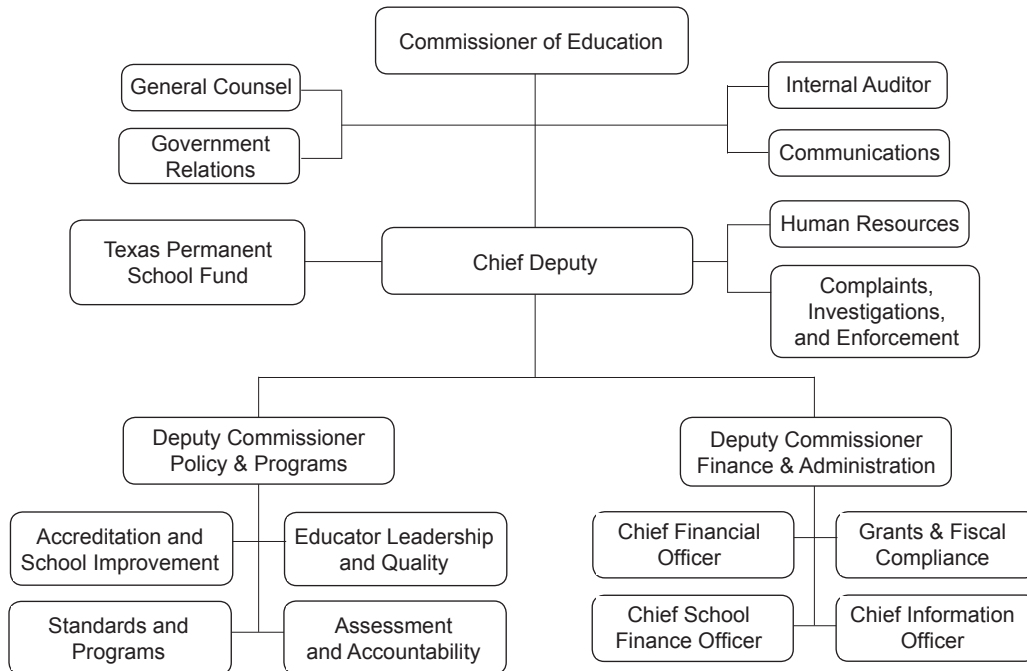 Commissioner of Education
General Counsel
Internal Auditor
Government
Relations
Communications
Human Resources
Texas Permanent
School Fund
Chief Deputy
Complaints,
Investigations,
and Enforcement
Deputy Commissioner
Policy & Programs
Deputy Commissioner
Finance & Administration
Accreditation and
School Improvement
Educator Leadership
and Quality
Chief Financial
Officer
Grants & Fiscal
Compliance
Standards and
Programs
Assessment
and Accountability
Chief School
Finance Officer
Chief Information
Officer